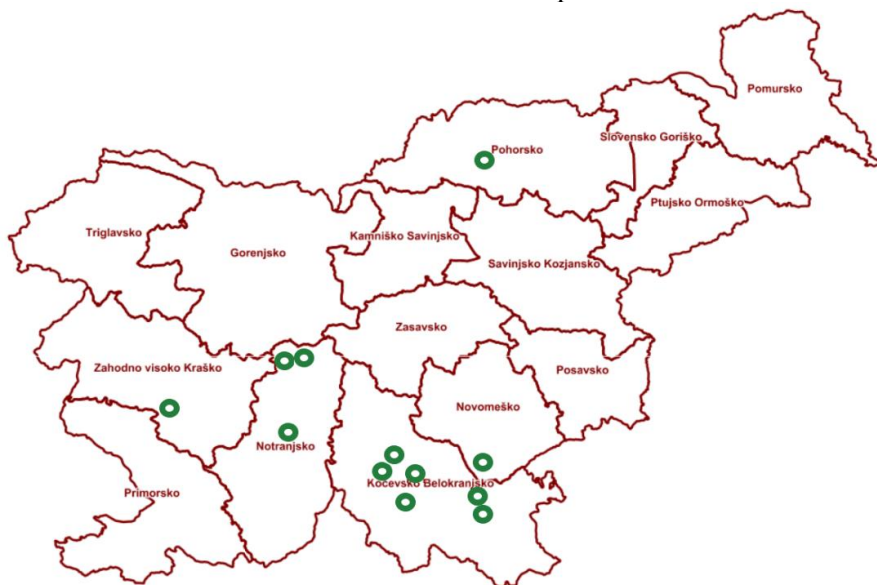 Pomursko
Slovensko Goriško
Pohorsko
Ptujsko Ormoško
Triglavsko
Kamniško Savinjsko
Gorenjsko
Savinjsko Kozjansko
Zasavsko
Zahodno visoko Kraško
Posavsko
Novomeško
Notranjsko
Kočevsko Belokranjsko
Primorsko